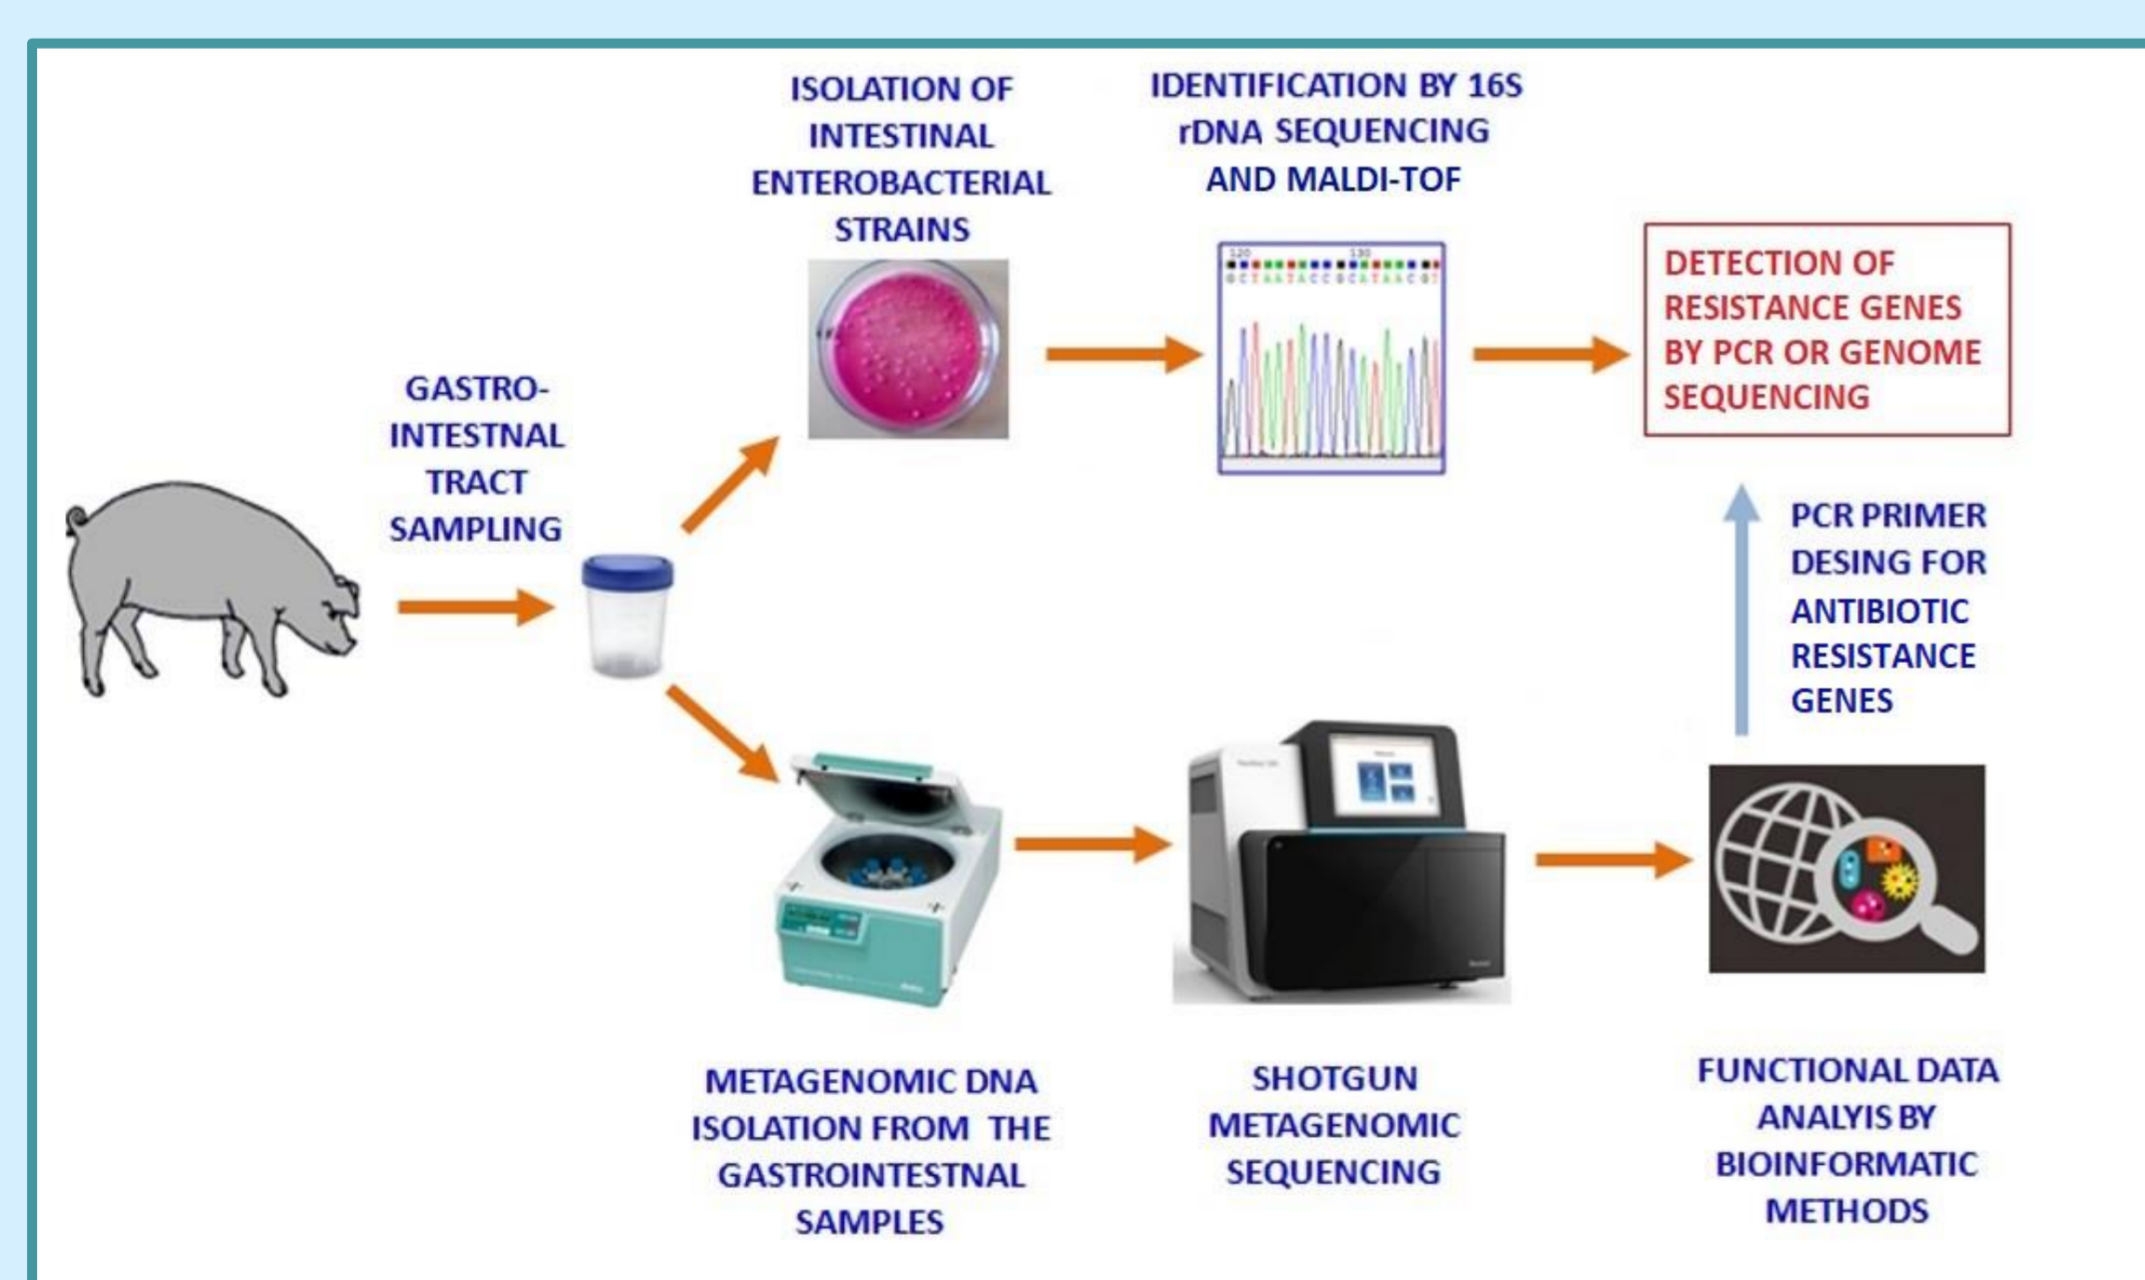 ISOLATION OF
INTESTINAL
ENTEROBACTERIAL
STRAINS
IDENTIFICATION BY 16S
rDNA SEQUENCING
AND MALDI-TOF
120 130
DETECTION OF
RESISTANCE GENES
BY PCR OR GENOME
SEQUENCING
GASTRO-
INTESTNAL
TRACT
SAMPLING
PCR PRIMER
DESING FOR
ANTIBIOTIC
RESISTANCE
GENES
METAGENOMIC DNA
ISOLATION FROM THE
GASTROINTESTNAL
SAMPLES
SHOTGUN
METAGENOMIC
SEQUENCING
FUNCTIONAL DATA
ANALYIS BY
BIOINFORMATIC
METHODS